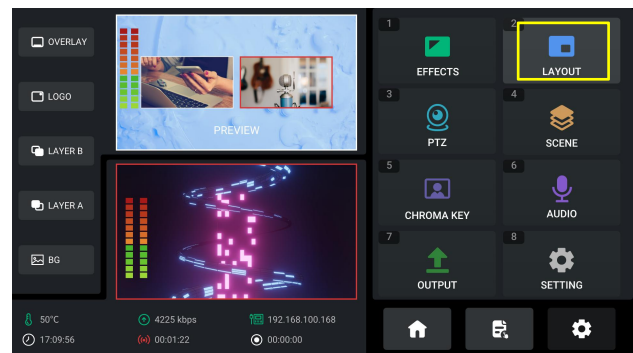 OVERLAY
LOGO
LAYER B
LAYER A
BG
PREVIEW
1
EFFECTS
2
LAYOUT
3
PTZ
4
SCENE
5
CHROMA KEY
6
AUDIO
7
OUTPUT
8
SETTING
50°C
4225 kbps
192.168.100.168
17:09:56
00:01:22
00:00:00